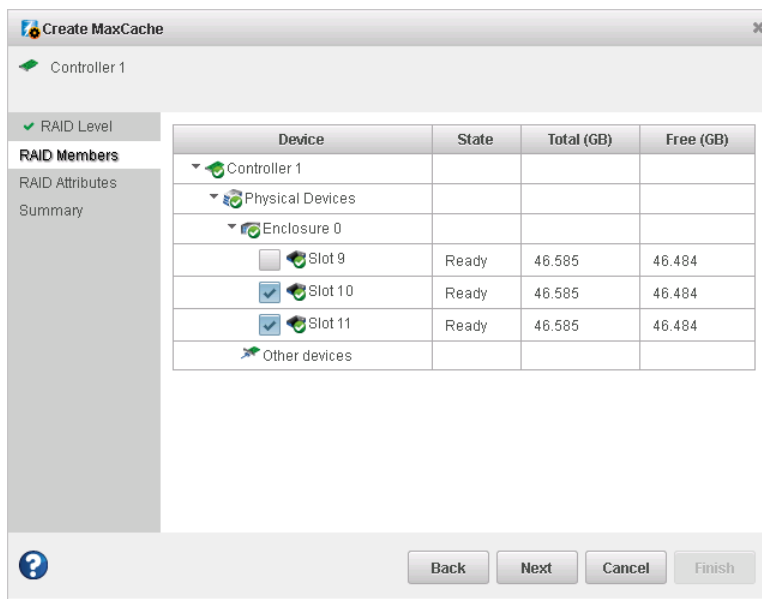 Create MaxCache
Controller 1
RAID Level
RAID Members
RAID Attributes
Summary
Device State Total (GB) Free (GB)
Controller 1
Physical Devices
Enclosure 0
Slot 9 Ready 46.585 46.484
Slot 10 Ready 46.585 46.484
Slot 11 Ready 46.585 46.484
Other devices
Back Next Cancel Finish